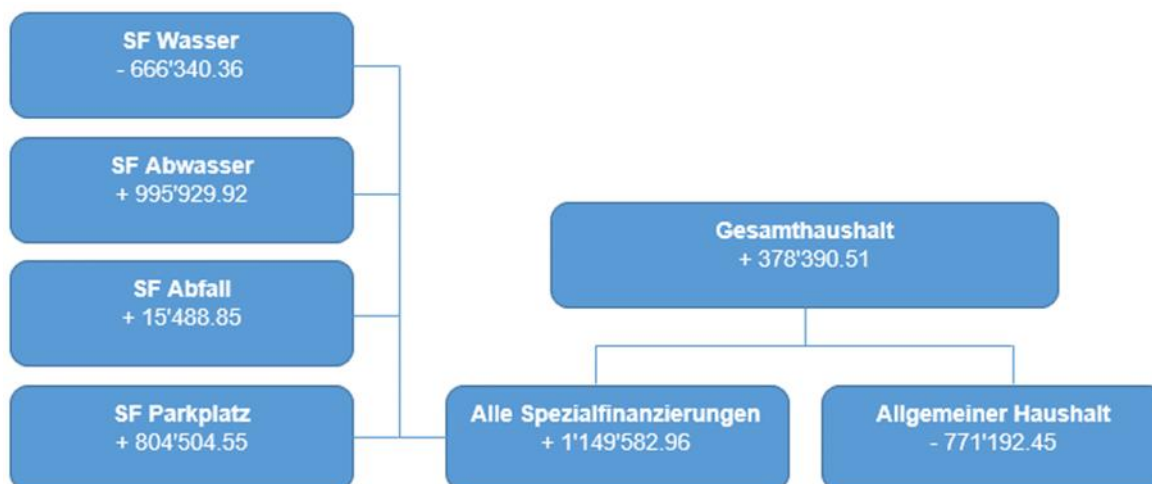 SF Wasser
- 666'340.36
SF Abwasser
+ 995'929.92
SF Abfall
+ 15'488.85
SF Parkplatz
+ 804'504.55
Gesamthaushalt
+ 378'390.51
Alle Spezialfinanzierungen
+ 1'149'582.96
Allgemeiner Haushalt
- 771'192.45